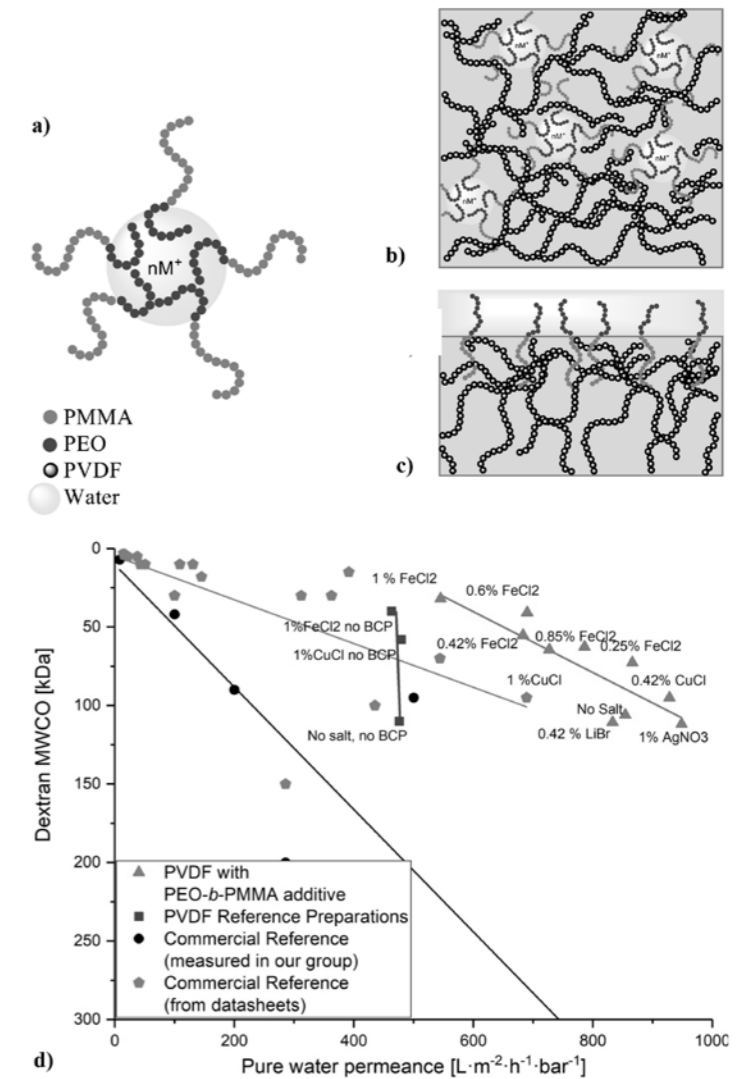 a)
nM⁺
PMMA
PEO
PVDF
Water
nM⁺
nM⁺
nM⁺
nM⁺
nM⁺
b)
c)
Dextran MWCO [kDa]
0
50
100
150
200
250
300
1 % FeCl2
0.6% FeCl2
1%FeCl2 no BCP
0.42% FeCl2
0.85% FeCl2
0.25% FeCl2
1%CuCl no BCP
1 %CuCl
0.42% CuCl
No Salt
No salt, no BCP
0.42 % LiBr
1% AgNO3
PVDF with
PEO-b-PMMA additive
PVDF Reference Preparations
Commercial Reference
(measured in our group)
Commercial Reference
(from datasheets)
0
200
400
600
800
1000
d)
Pure water permeance [L·m⁻²·h⁻¹·bar⁻¹]